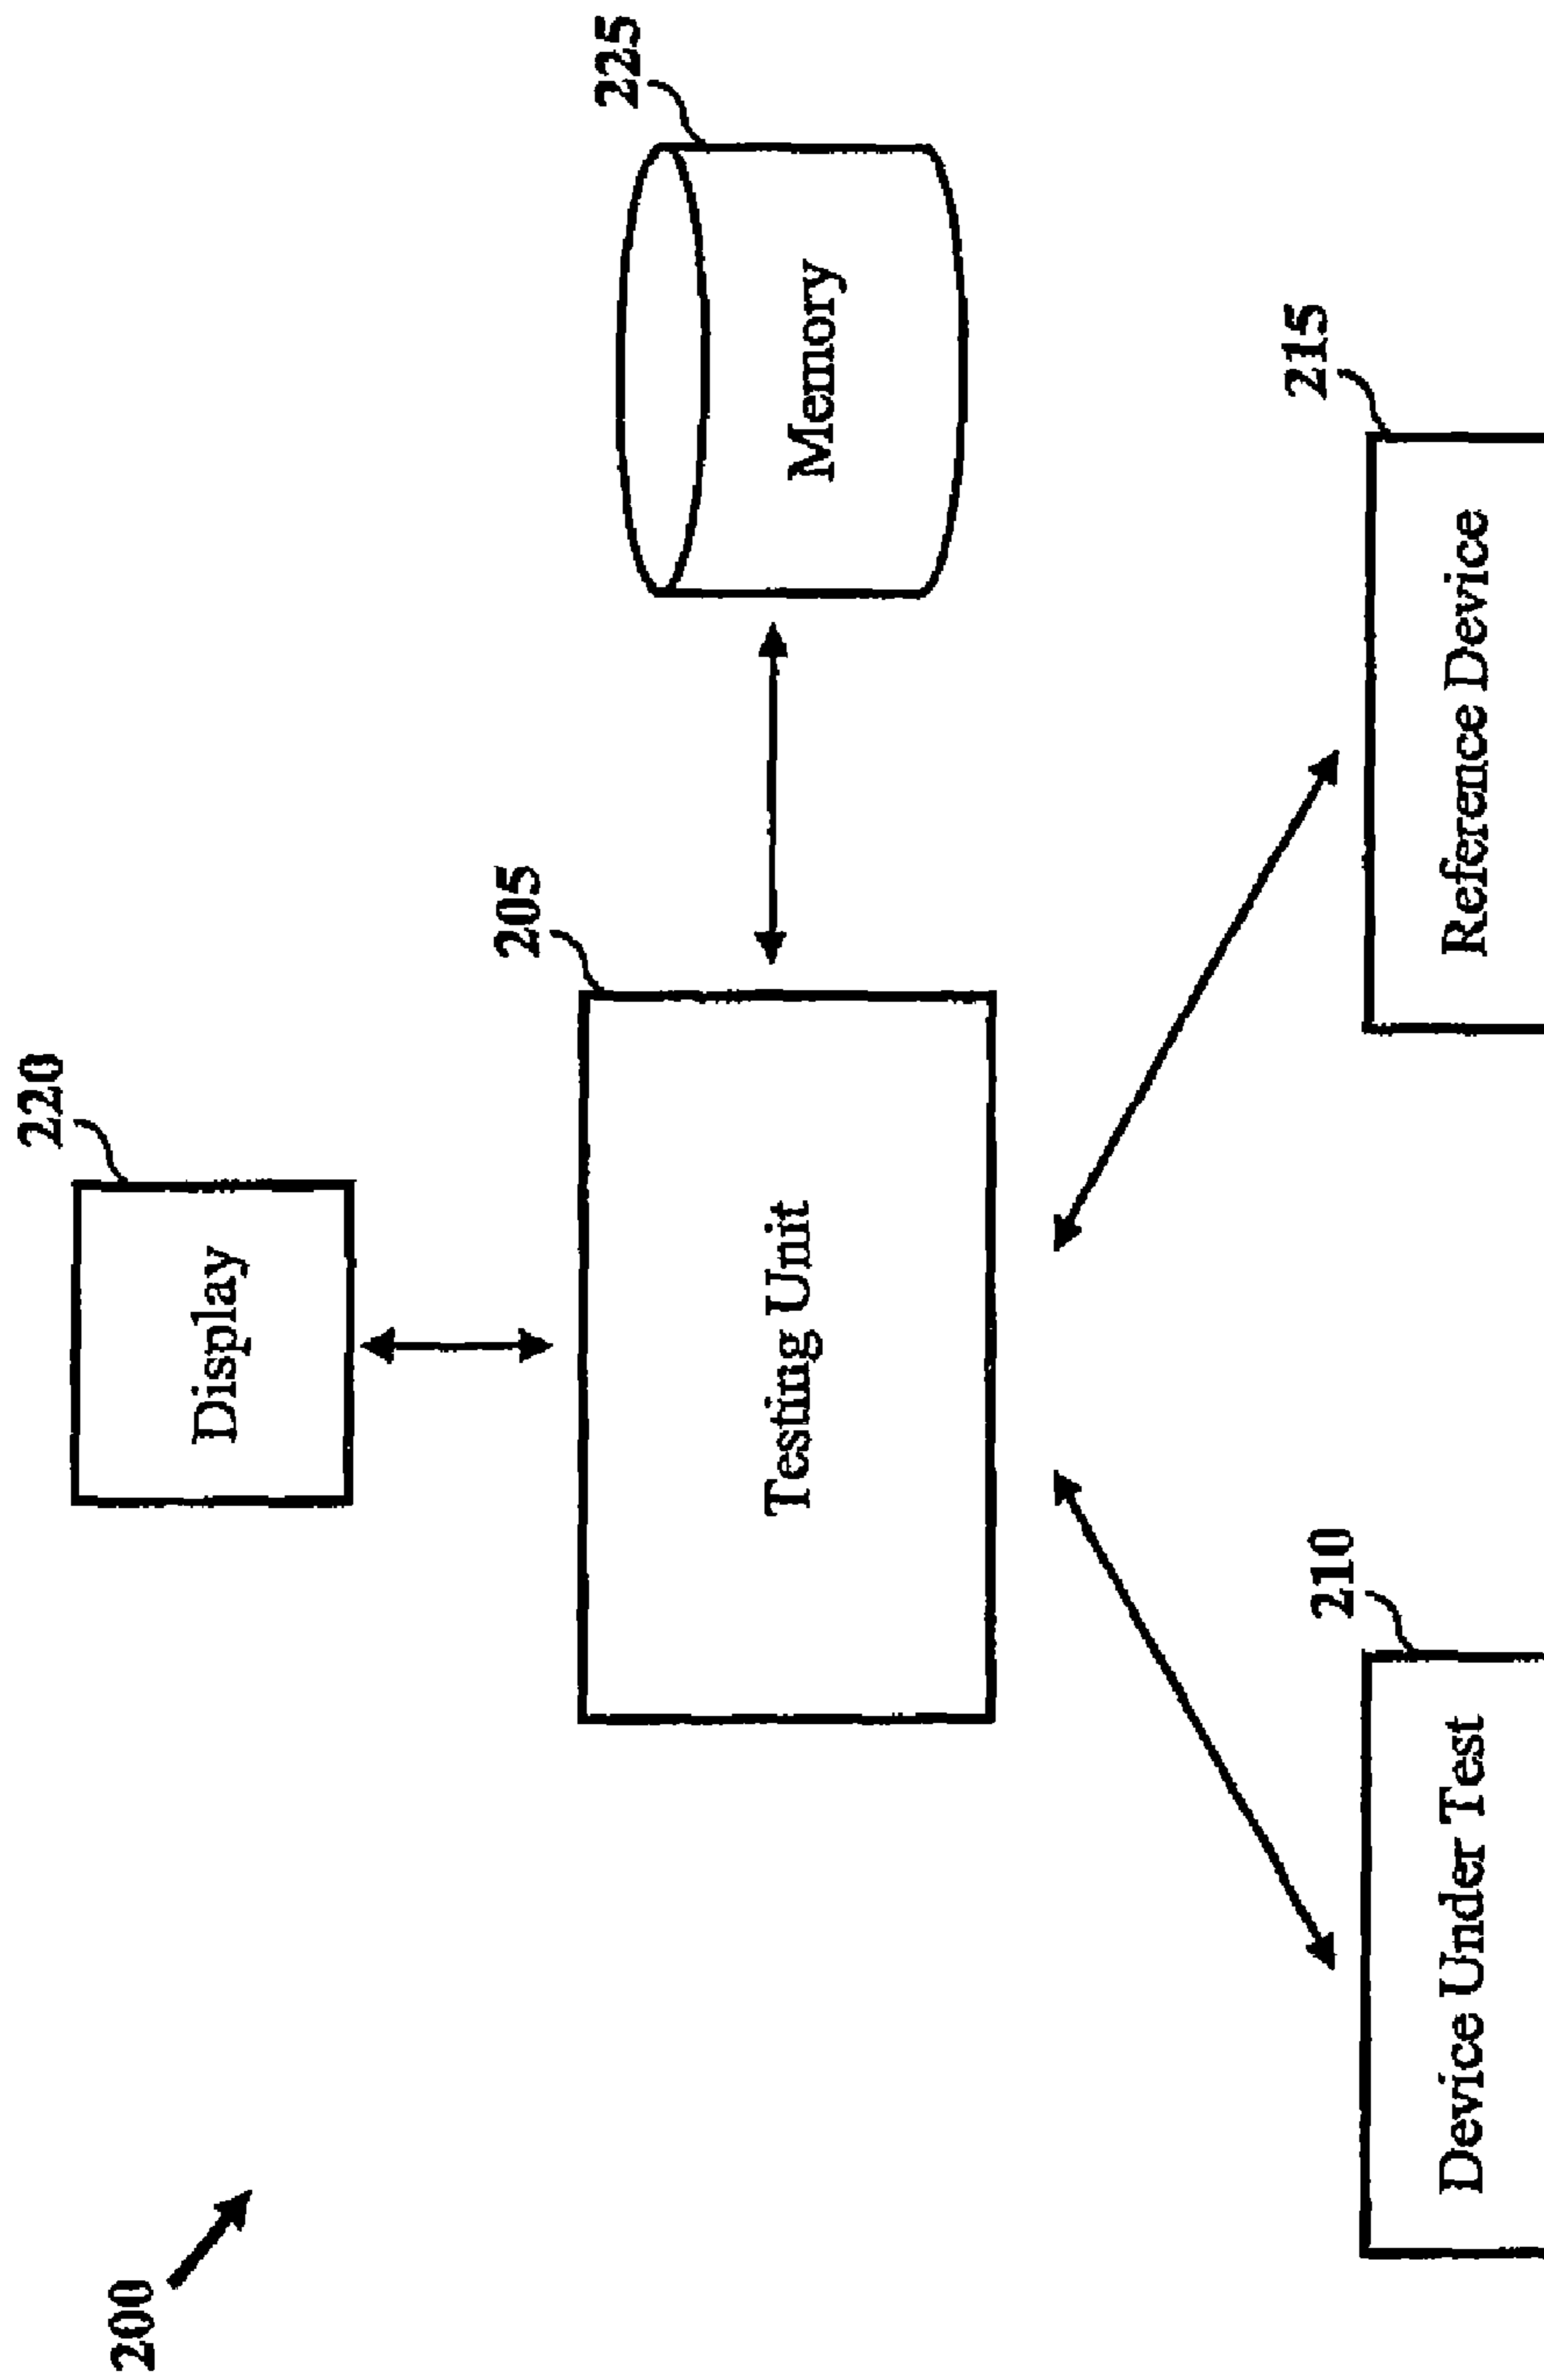 200
220
Display
205
Testing Unit
225
Memory
210
Device Under Test
215
Reference Device